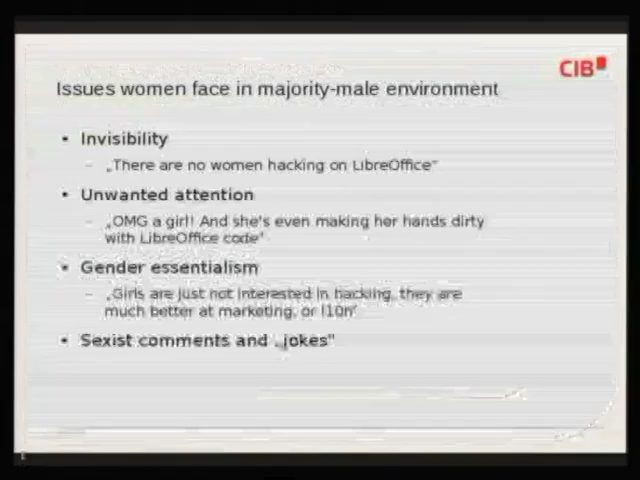 CIB
Issues women face in majority-male environment
• Invisibility
– „There are no women hacking on LibreOffice"
• Unwanted attention
– „OMG a girl! And she's even making her hands dirty
with LibreOffice code"
• Gender essentialism
– „Girls are just not interested in hacking, they are
much better at marketing, or l10n"
• Sexist comments and „jokes"